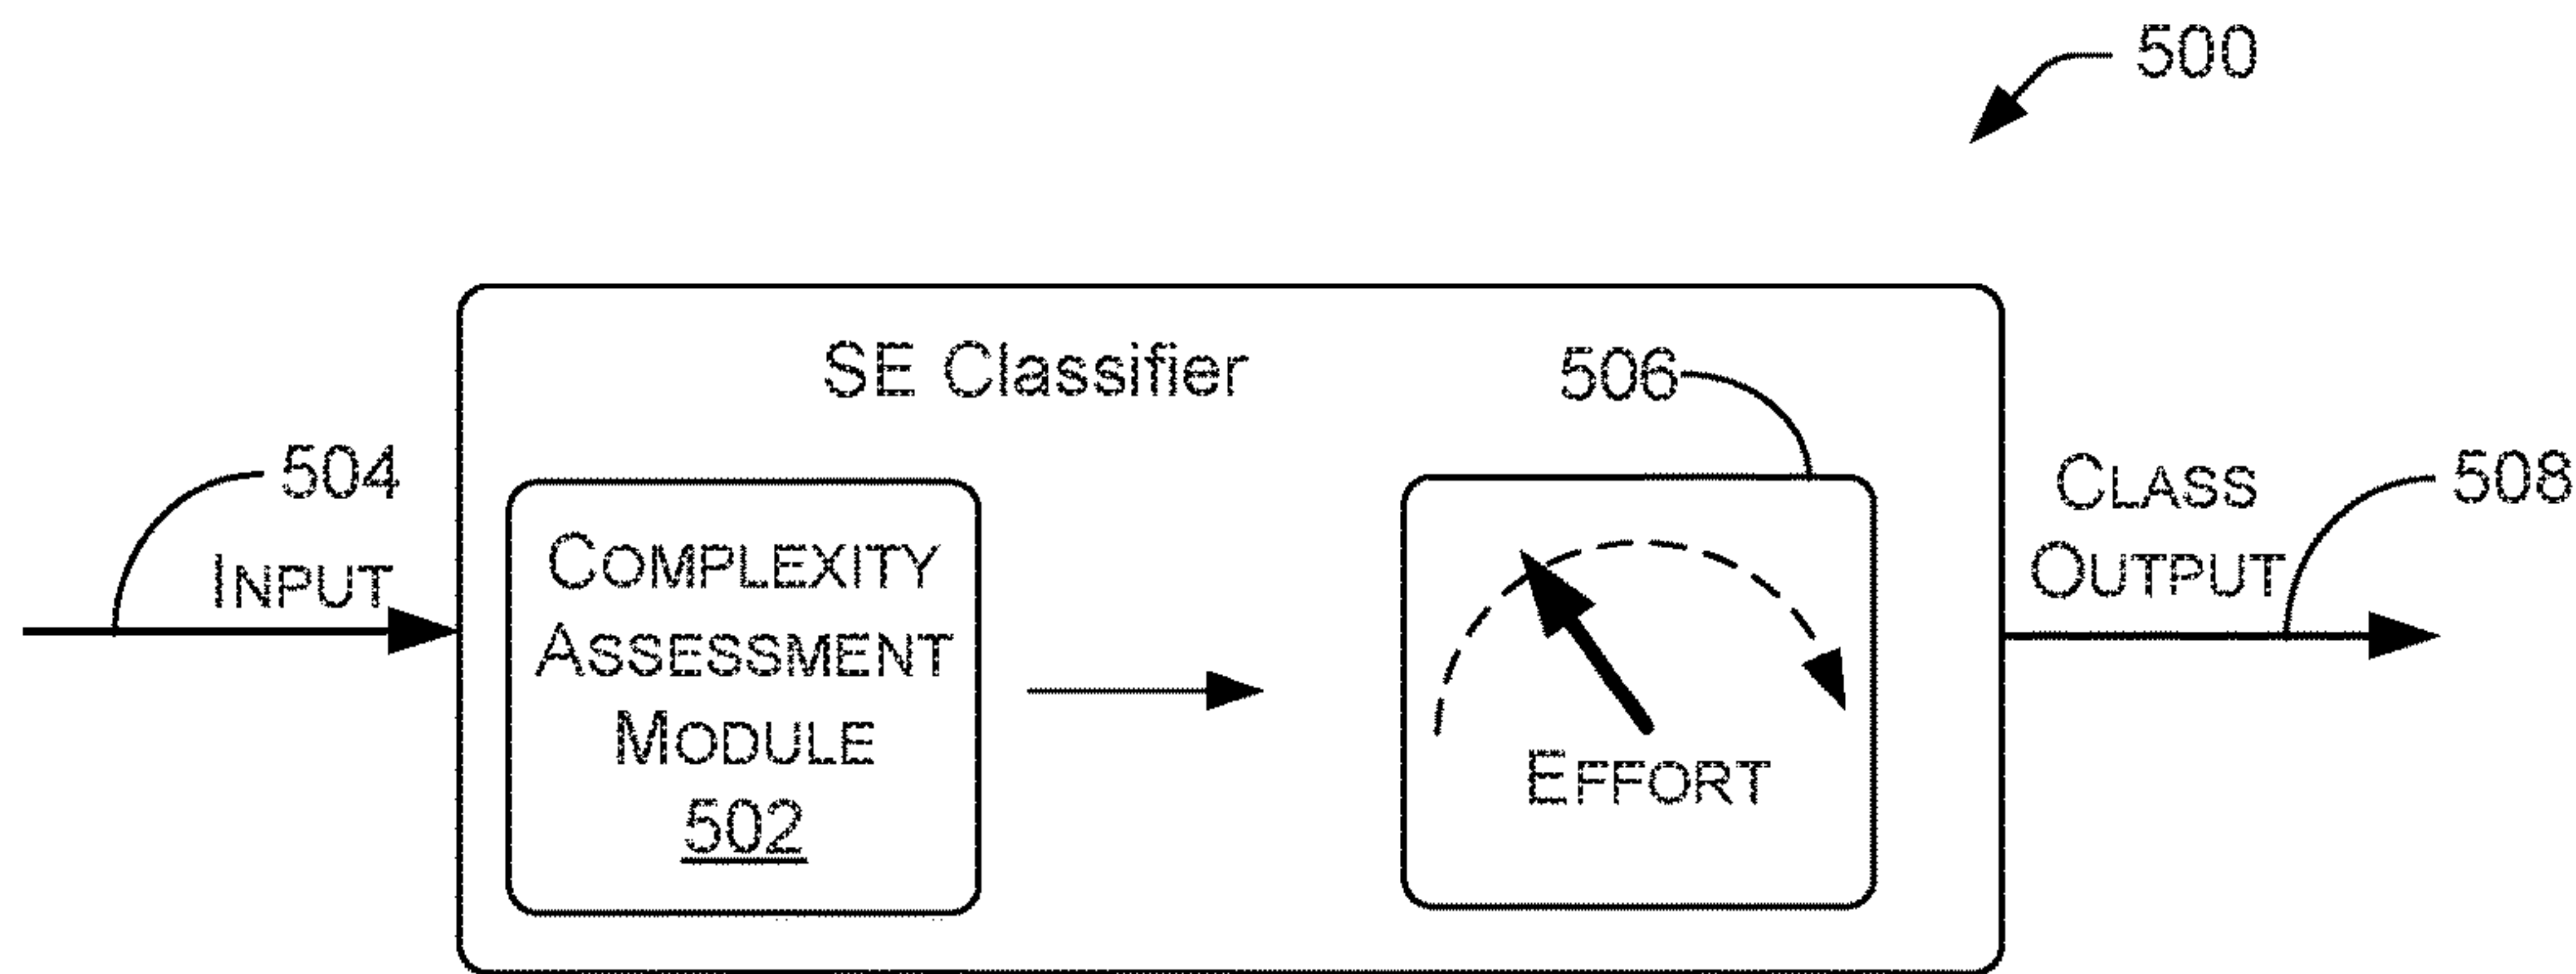 500
SE Classifier
506
504
INPUT
COMPLEXITY
ASSESSMENT
MODULE
502
EFFORT
CLASS
OUTPUT
508